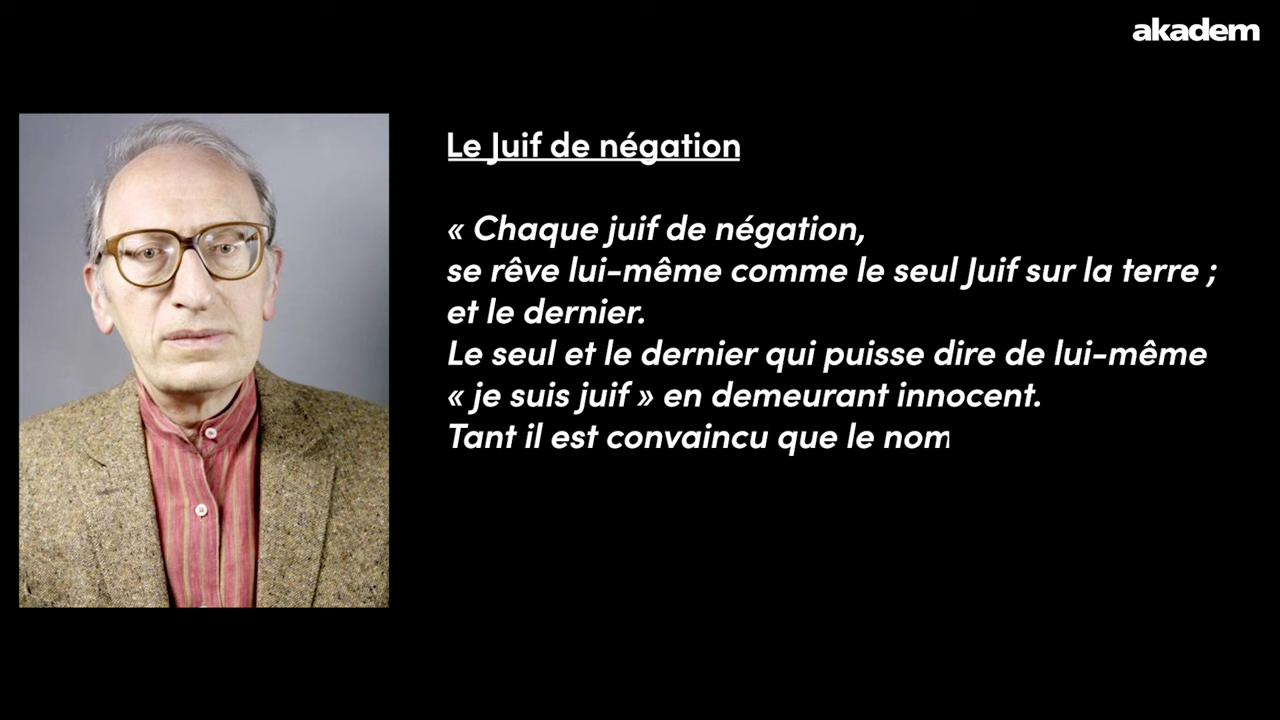 akadem
Le Juif de négation
« Chaque juif de négation,
se rêve lui-même comme le seul Juif sur la terre ;
et le dernier.
Le seul et le dernier qui puisse dire de lui-même
« je suis juif » en demeurant innocent.
Tant il est convaincu que le nom